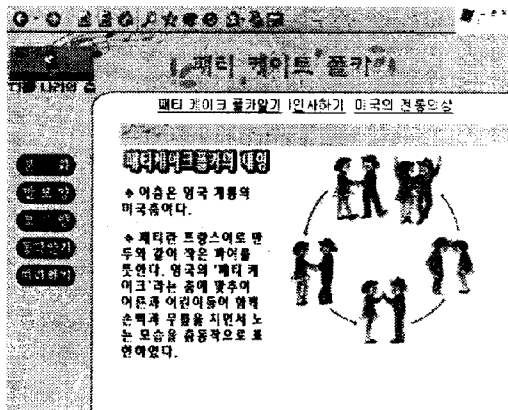 패티 케이트 폴카
패티 케이크 폴카알기 인사하기 미국의 전통의상
패티케이크폴카의 대형
이춤은 영국 계통의
미국춤이다.
패티란 프랑스어로 만
두와 같이 작은 파이를
뜻한다. 영국의 '패티 케
이크'라는 춤에 맞추어
어른과 어린이들이 함께
손뼉과 무릎을 치면서 노
는 모습을 춤동작으로 표
현하였다.